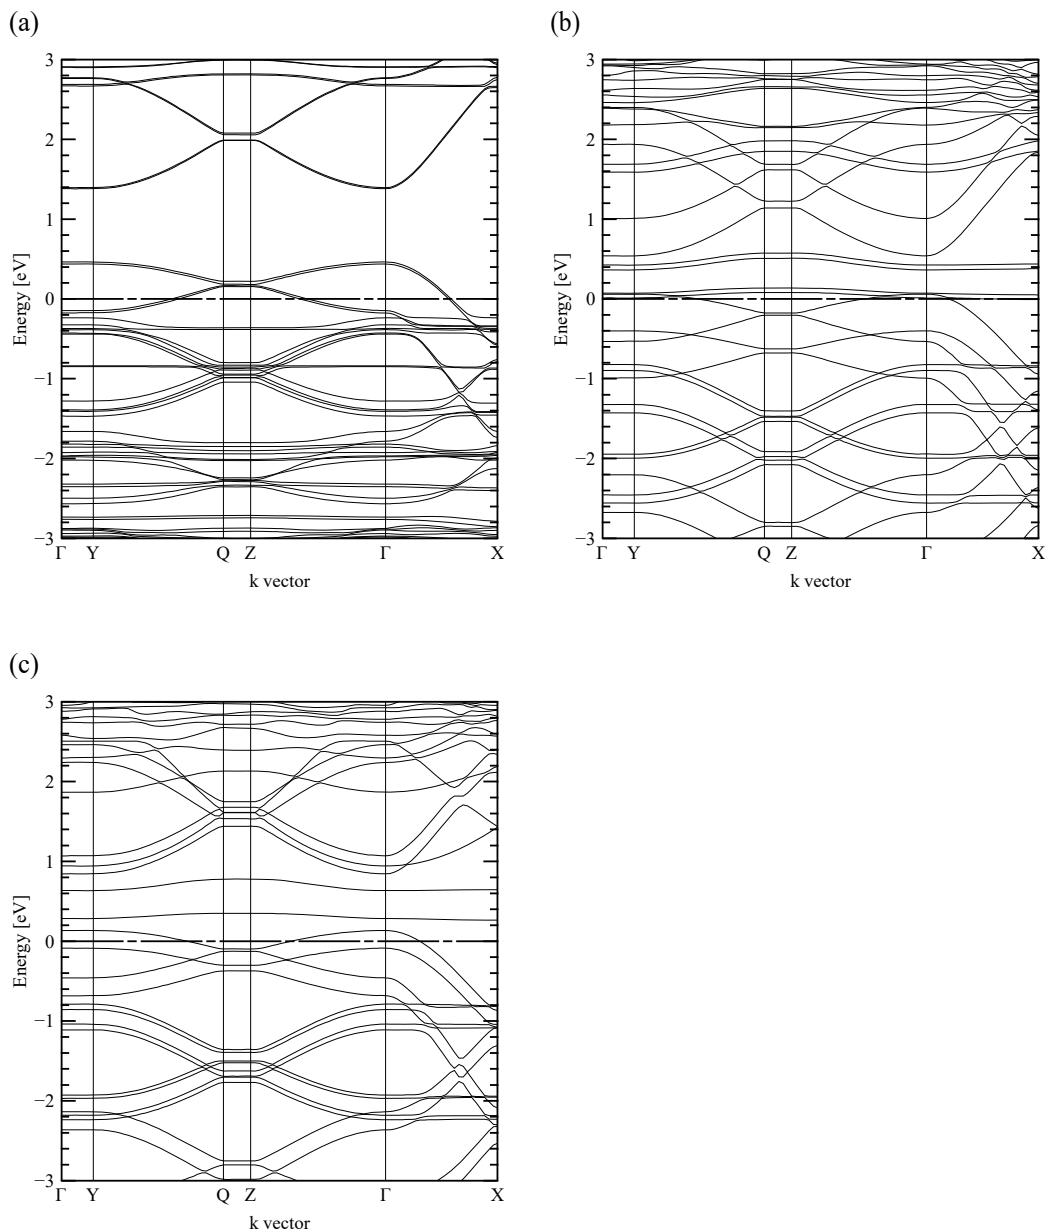 (a)
(b)
3
2
1
0
−1
−2
−3
Energy [eV]
Γ Y Q Z Γ X
k vector
3
2
1
0
−1
−2
−3
Energy [eV]
Γ Y Q Z Γ X
k vector
(c)
3
2
1
0
−1
−2
−3
Energy [eV]
Γ Y Q Z Γ X
k vector